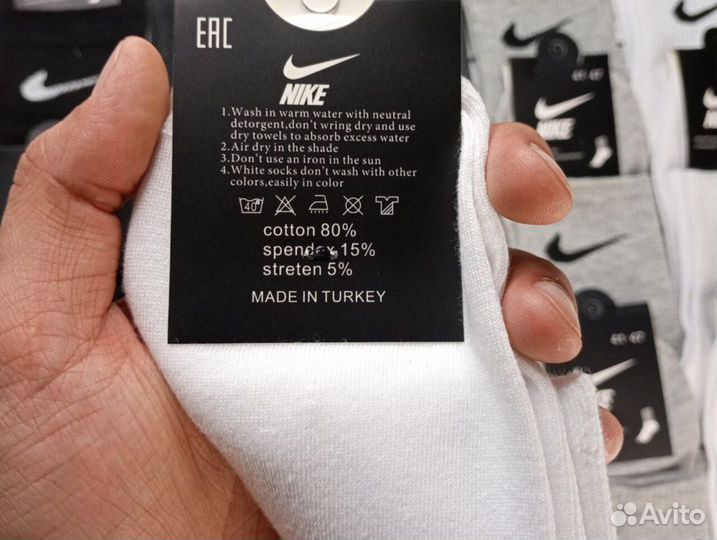 EAC
NIKE
1.Wash in warm water with neutral
detorgent,don't wring dry and use
dry towels to absorb excess water
2.Air dry in the shade
3.Don't use an iron in the sun
4.White socks don't wash with other
colors,easily in color
40°
cotton 80%
spendex 15%
streten 5%
MADE IN TURKEY
NIKE
Avito